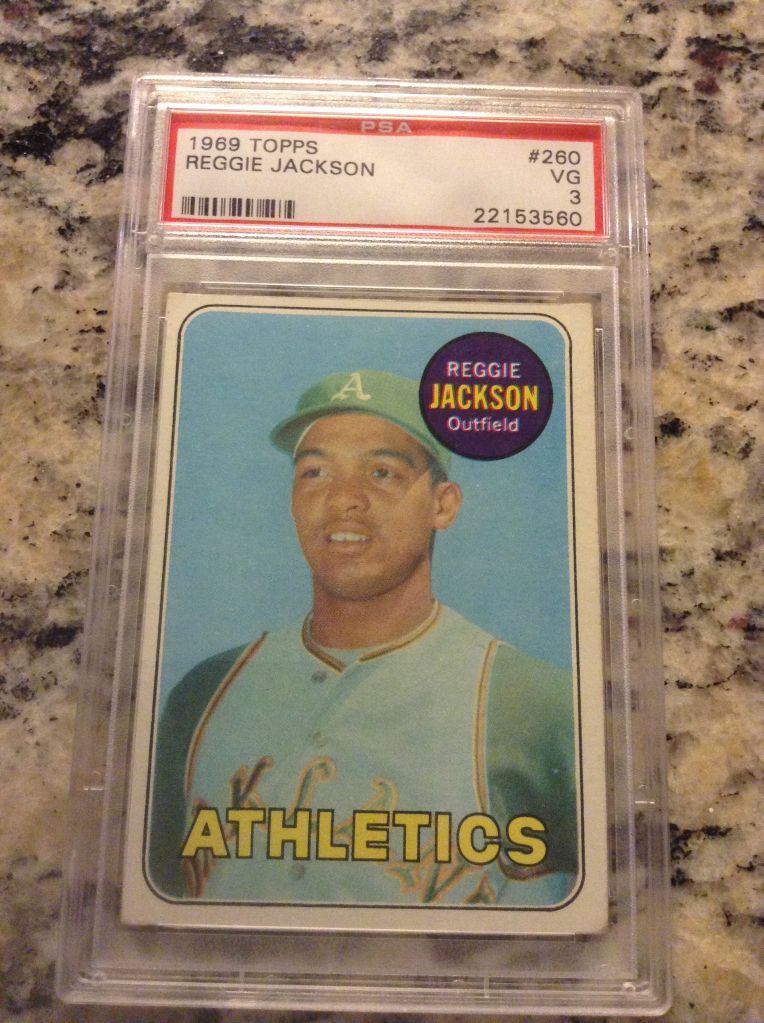 PSA
1969 TOPPS #260
REGGIE JACKSON VG
3
22153560
A
REGGIE
JACKSON
Outfield
ATHLETICS